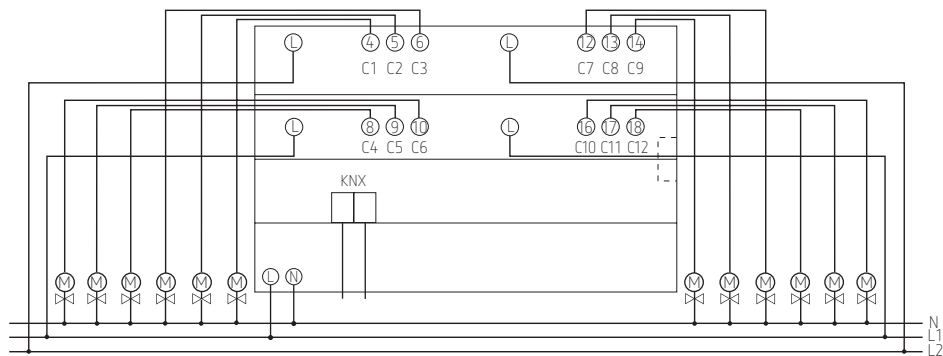 L 4 5 6 L 12 13 14
C1 C2 C3 C7 C8 C9
L 8 9 10 L 16 17 18
C4 C5 C6 C10 C11 C12
KNX
M M M M M M L N M M M M M M
N
L1
L2